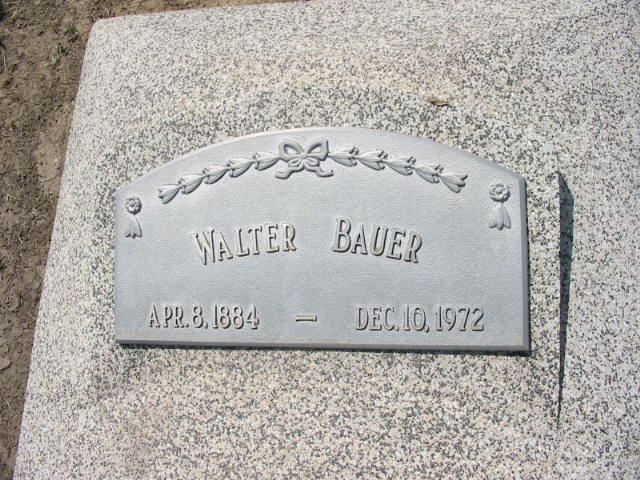 WALTER BAUER
APR. 8, 1884 — DEC. 10, 1972